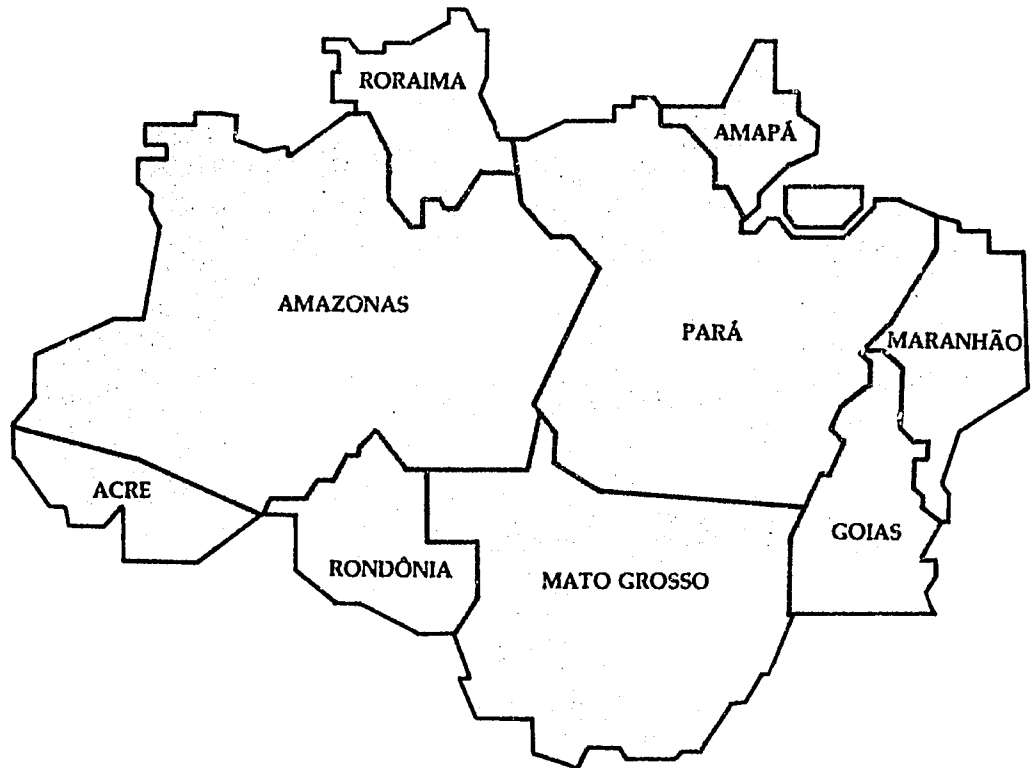 RORAIMA
AMAPÁ
AMAZONAS
PARÁ
MARANHÃO
ACRE
GOIAS
RONDÔNIA
MATO GROSSO